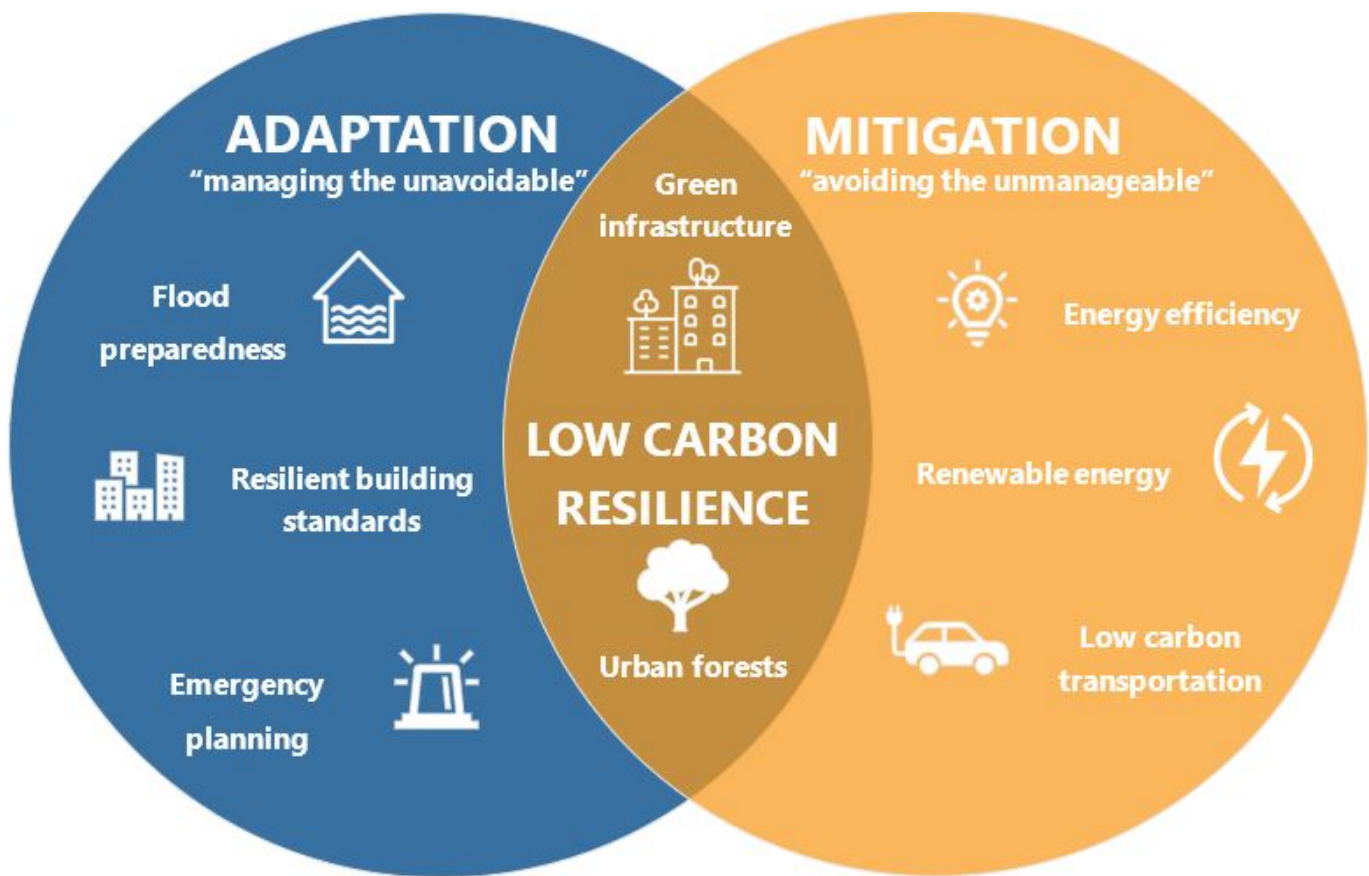 ADAPTATION
“managing the unavoidable”
Flood
preparedness
Resilient building
standards
Emergency
planning
Green
infrastructure
LOW CARBON
RESILIENCE
Urban forests
MITIGATION
“avoiding the unmanageable”
Energy efficiency
Renewable energy
Low carbon
transportation